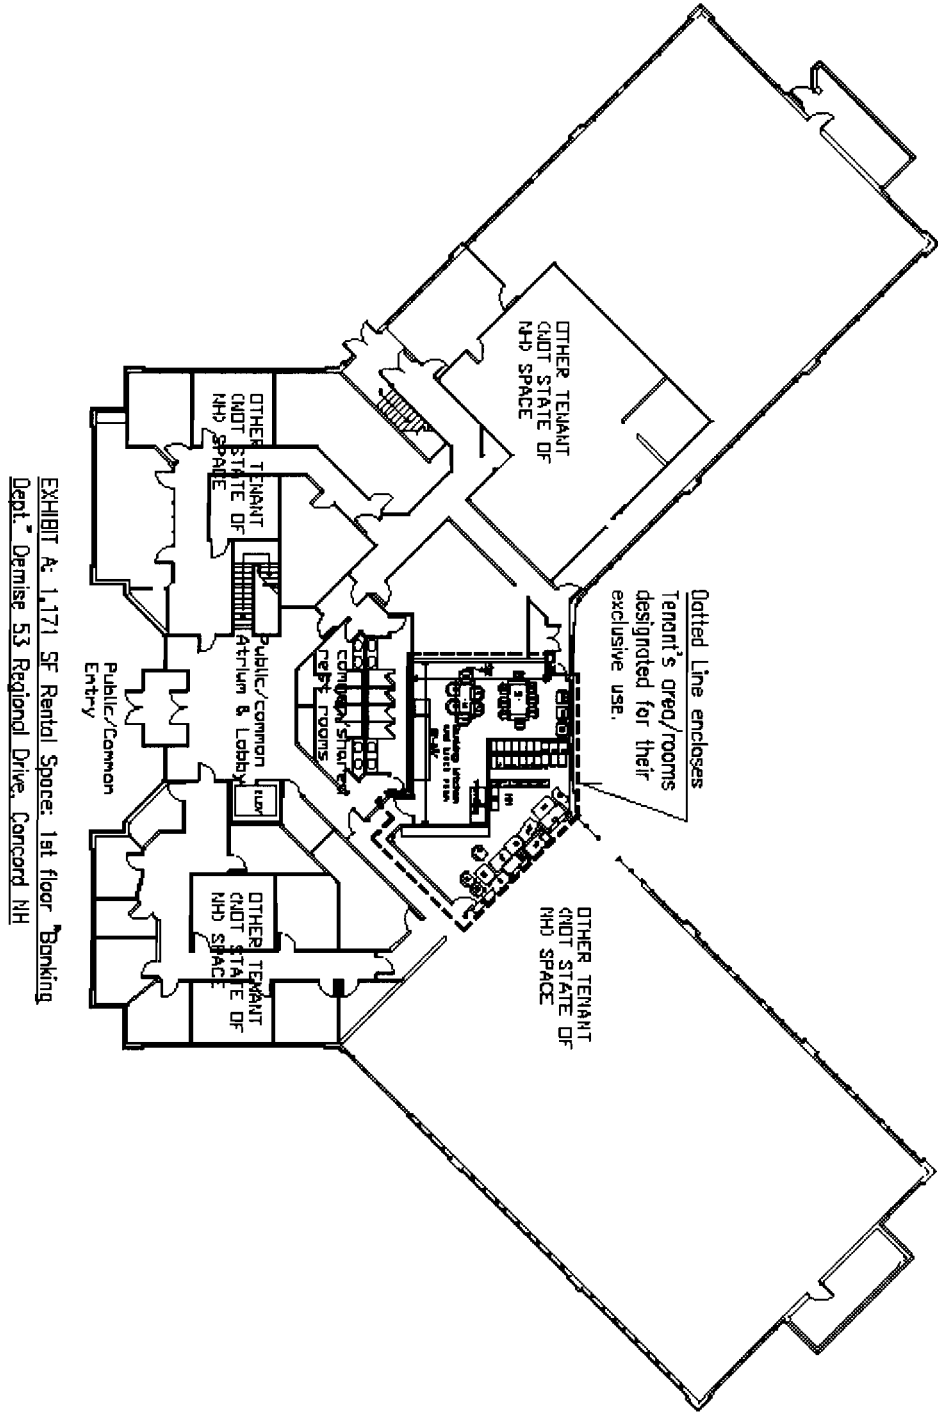 Dotted Line encloses
Tenant's area/rooms
designated for their
exclusive use.
OTHER TENANT
(NOT STATE OF
NH) SPACE
OTHER TENANT
(NOT STATE OF
NH) SPACE
OTHER TENANT
(NOT STATE OF
NH) SPACE
OTHER TENANT
(NOT STATE OF
NH) SPACE
common/shared
rest rooms
Public/common
Atrium & Lobby
ELEV
Public/Common
Entry
EXHIBIT A: 1,171 SF Rental Space: 1st floor "Banking
Dept." Demise 53 Regional Drive, Concord NH